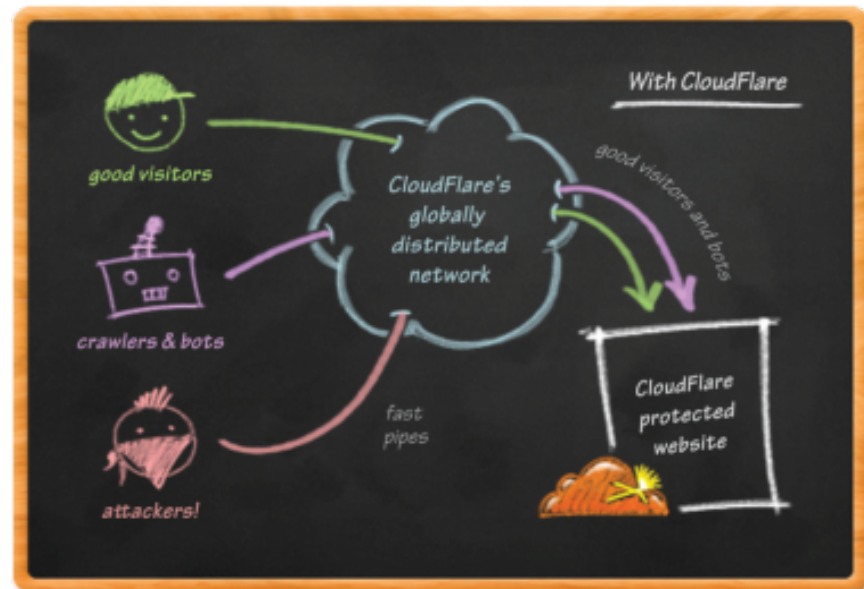 With CloudFlare
good visitors
CloudFlare's
globally
distributed
network
good visitors and bots
crawlers & bots
CloudFlare
protected
website
fast
pipes
attackers!